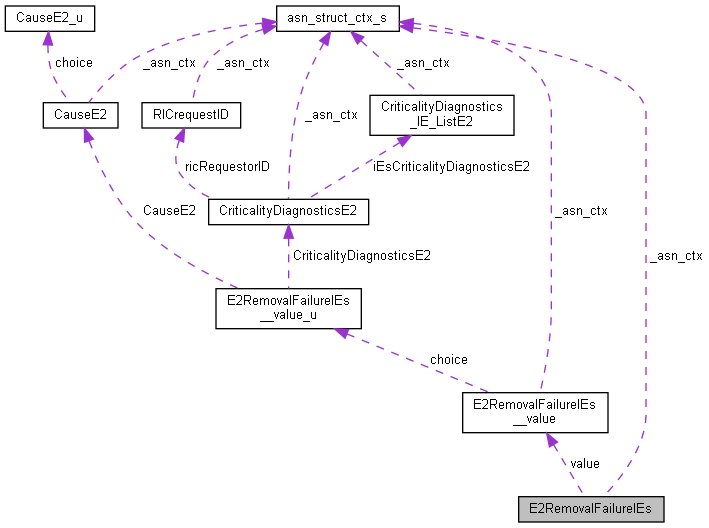 CauseE2_u
asn_struct_ctx_s
choice
_asn_ctx
_asn_ctx
_asn_ctx
CauseE2
RICrequestID
_asn_ctx
CriticalityDiagnostics
_IE_ListE2
ricRequestorID
iEsCriticalityDiagnosticsE2
CauseE2
CriticalityDiagnosticsE2
_asn_ctx
CriticalityDiagnosticsE2
_asn_ctx
E2RemovalFailureIEs
__value_u
choice
E2RemovalFailureIEs
__value
value
E2RemovalFailureIEs